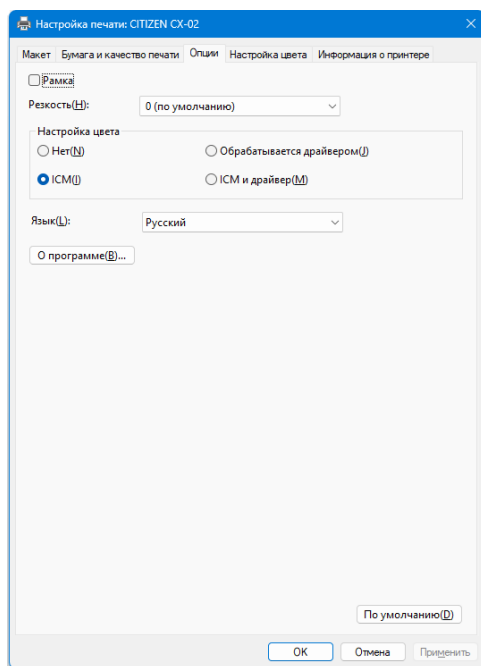 Настройка печати: CITIZEN CX-02
Макет Бумага и качество печати Опции Настройка цвета Информация о принтере
Рамка
Резкость(H): 0 (по умолчанию)
Настройка цвета
Нет(N) Обрабатывается драйвером(J)
ICM(I) ICM и драйвер(M)
Язык(L): Русский
О программе(B)...
По умолчанию(D)
OK Отмена Применить